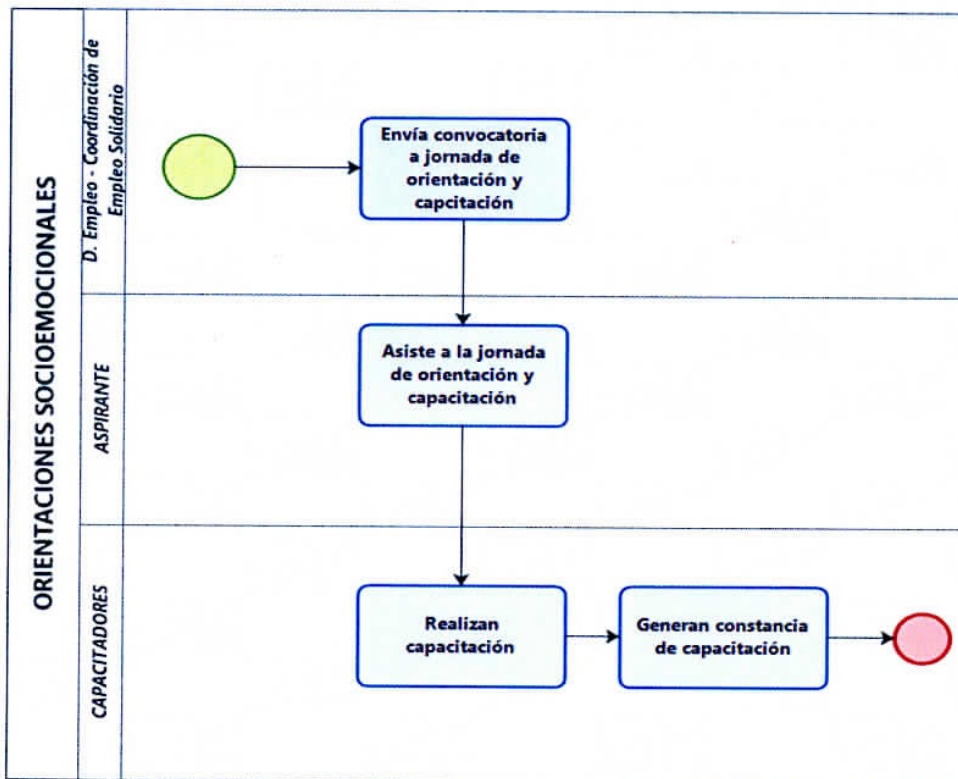 ORIENTACIONES SOCIOEMOCIONALES
D. Empleo - Coordinación de
Empleo Solidario
Envía convocatoria
a jornada de
orientación y
capcitación
ASPIRANTE
Asiste a la jornada
de orientación y
capacitación
CAPACITADORES
Realizan
capacitación
Generan constancia
de capacitación